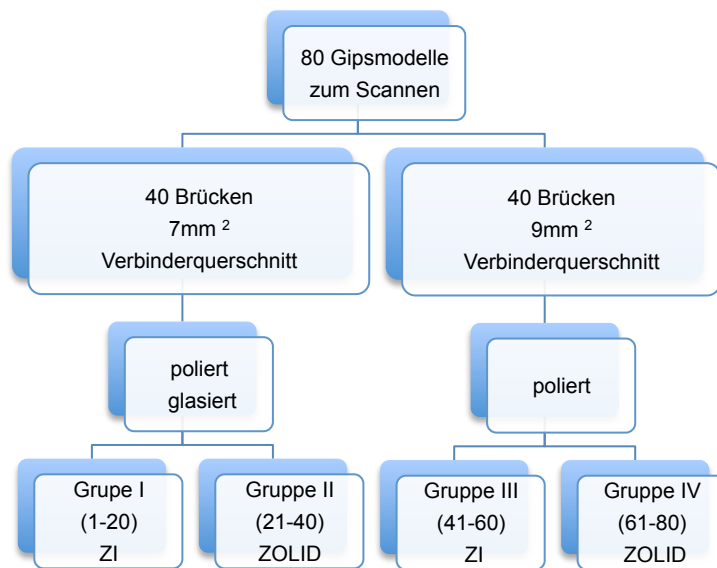 80 Gipsmodelle
zum Scannen
40 Brücken
7mm ²
Verbinderquerschnitt
40 Brücken
9mm ²
Verbinderquerschnitt
poliert
glasiert
poliert
Grupe I
(1-20)
ZI
Gruppe II
(21-40)
ZOLID
Gruppe III
(41-60)
ZI
Gruppe IV
(61-80)
ZOLID